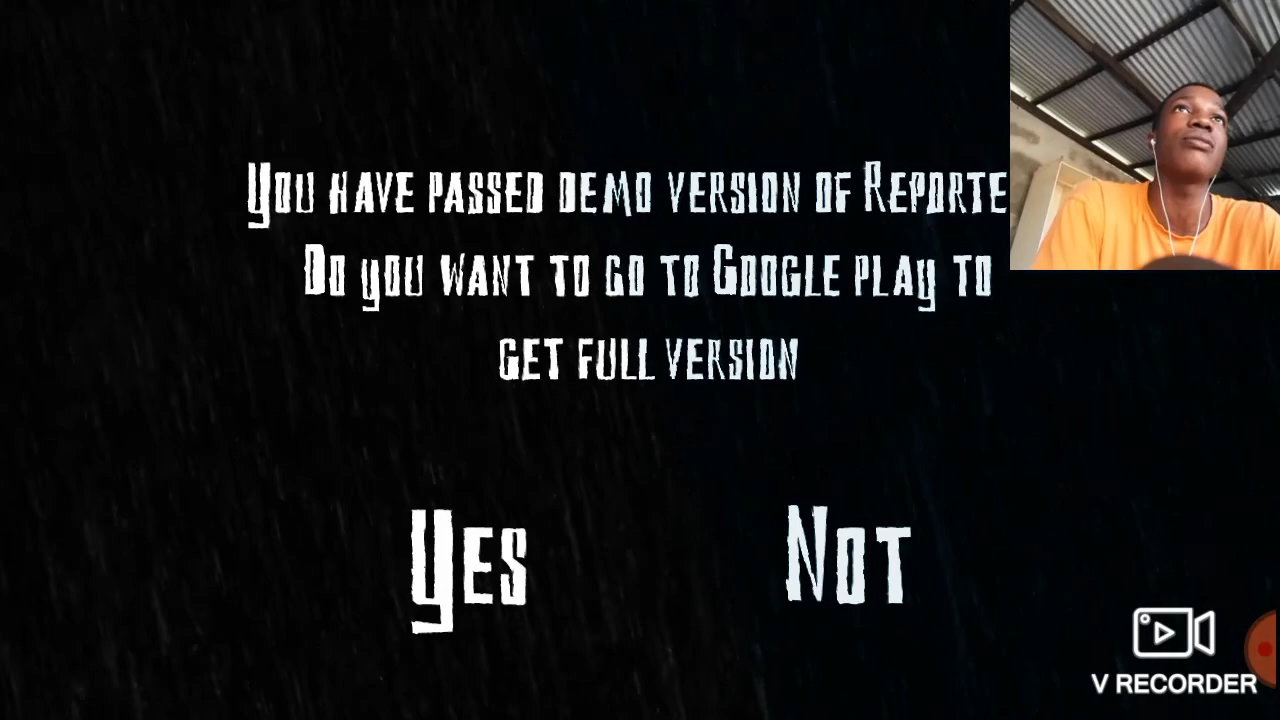 You have passed demo version of Reporte
Do you want to go to Google play to
get full version
Yes
Not
V RECORDER